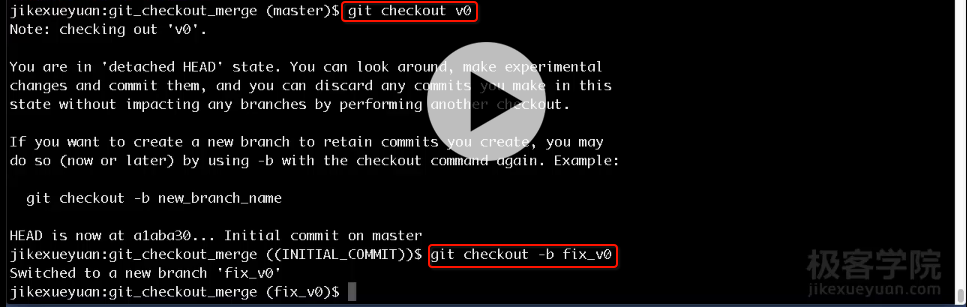 jikexueyuan:git_checkout_merge (master)$ git checkout v0
Note: checking out 'v0'.
You are in 'detached HEAD' state. You can look around, make experimental
changes and commit them, and you can discard any commits you make in this
state without impacting any branches by performing another checkout.
If you want to create a new branch to retain commits you create, you may
do so (now or later) by using -b with the checkout command again. Example:
git checkout -b new_branch_name
HEAD is now at a1aba30... Initial commit on master
jikexueyuan:git_checkout_merge ((INITIAL_COMMIT))$ git checkout -b fix_v0
Switched to a new branch 'fix_v0'
jikexueyuan:git_checkout_merge (fix_v0)$
极客学院
jikexueyuan.com